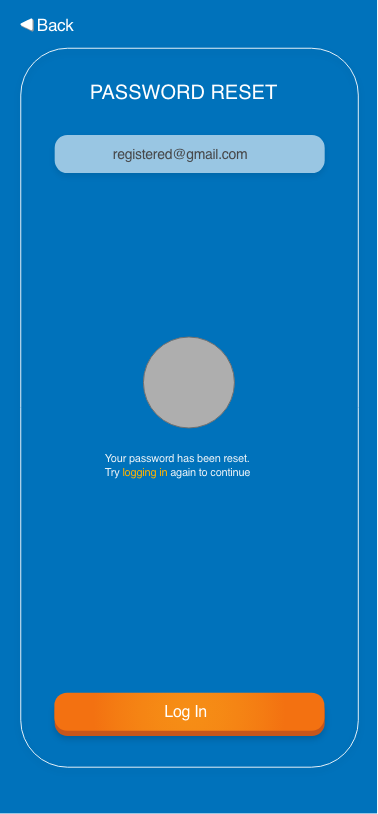 Back
PASSWORD RESET
registered@gmail.com
Your password has been reset.
Try logging in again to continue
Log In